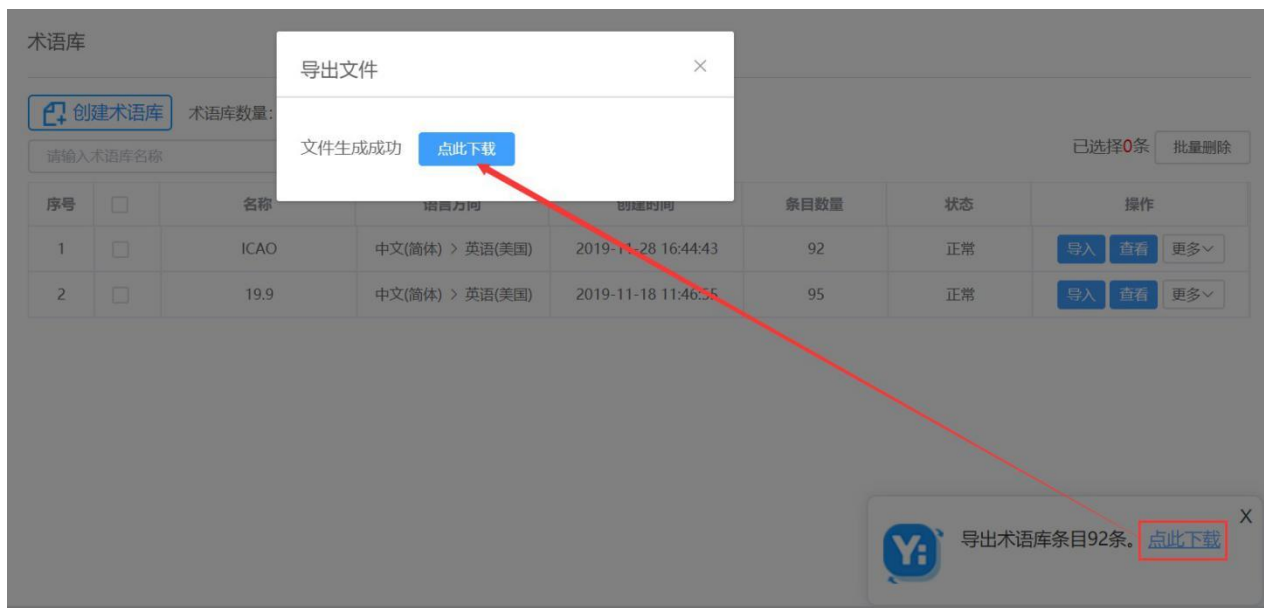 术语库
导出文件
创建术语库 术语库数量:
文件生成成功 点此下载
请输入术语库名称
已选择0条 批量删除
序号 名称 语言方向 创建时间 条目数量 状态 操作
1 ICAO 中文(简体) > 英语(美国) 2019-11-28 16:44:43 92 正常 导入 查看 更多
2 19.9 中文(简体) > 英语(美国) 2019-11-18 11:46:55 95 正常 导入 查看 更多
X
导出术语库条目92条。 点此下载